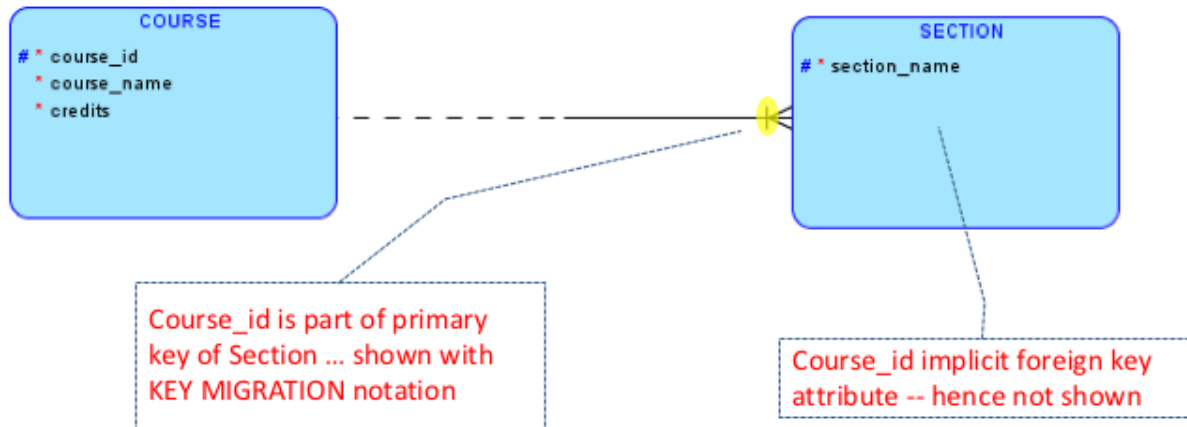 COURSE
# * course_id
* course_name
* credits
SECTION
# * section_name
Course_id is part of primary
key of Section ... shown with
KEY MIGRATION notation
Course_id implicit foreign key
attribute -- hence not shown